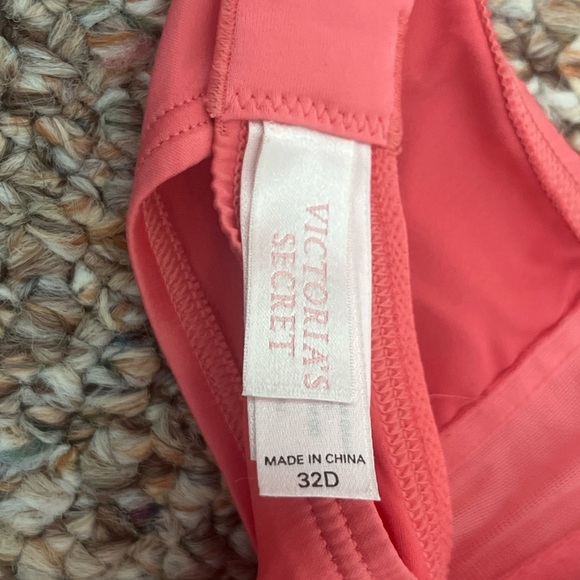 VICTORIA'S
SECRET
MADE IN CHINA
32D